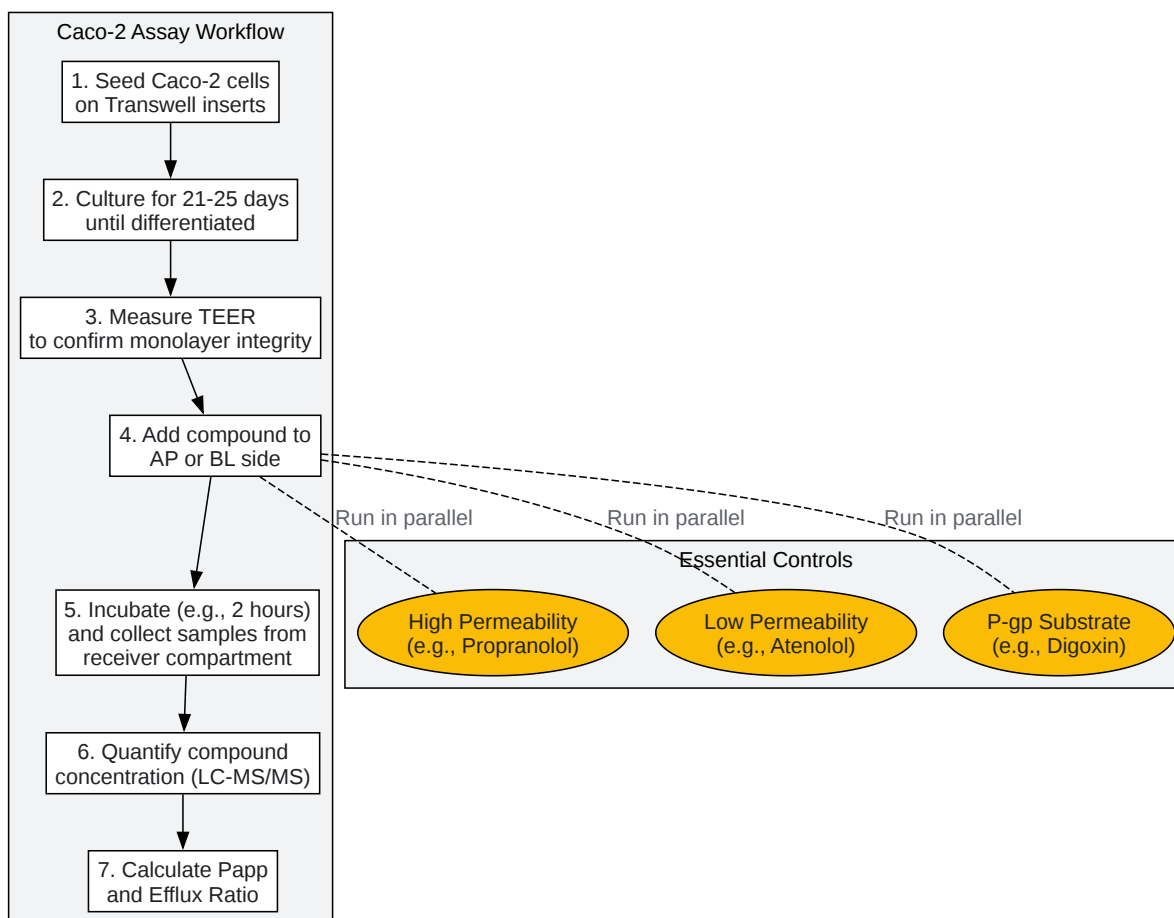 Caco-2 Assay Workflow
1. Seed Caco-2 cells
on Transwell inserts
2. Culture for 21-25 days
until differentiated
3. Measure TEER
to confirm monolayer integrity
4. Add compound to
AP or BL side
Run in parallel
Run in parallel
Run in parallel
Essential Controls
High Permeability
(e.g., Propranolol)
Low Permeability
(e.g., Atenolol)
P-gp Substrate
(e.g., Digoxin)
5. Incubate (e.g., 2 hours)
and collect samples from
receiver compartment
6. Quantify compound
concentration (LC-MS/MS)
7. Calculate Papp
and Efflux Ratio